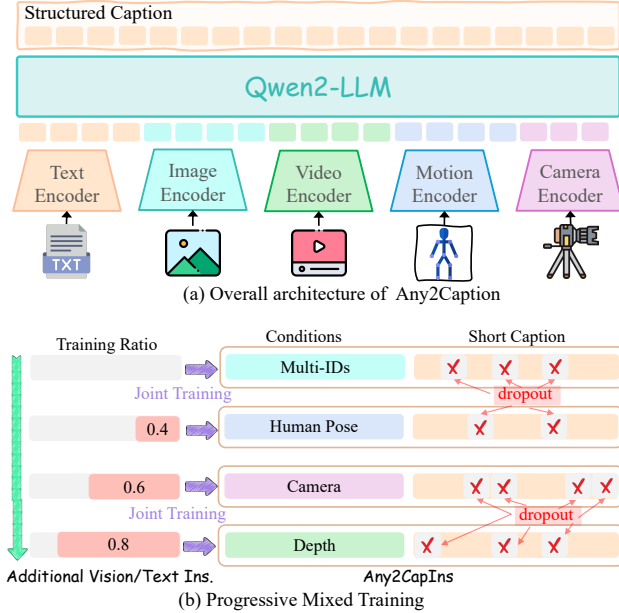 Structured Caption
Qwen2-LLM
Text Encoder
Image Encoder
Video Encoder
Motion Encoder
Camera Encoder
TXT
(a) Overall architecture of Any2Caption
Training Ratio
Conditions
Short Caption
Multi-IDs
Joint Training
dropout
0.4
Human Pose
0.6
Camera
Joint Training
dropout
0.8
Depth
Additional Vision/Text Ins.
Any2CapIns
(b) Progressive Mixed Training